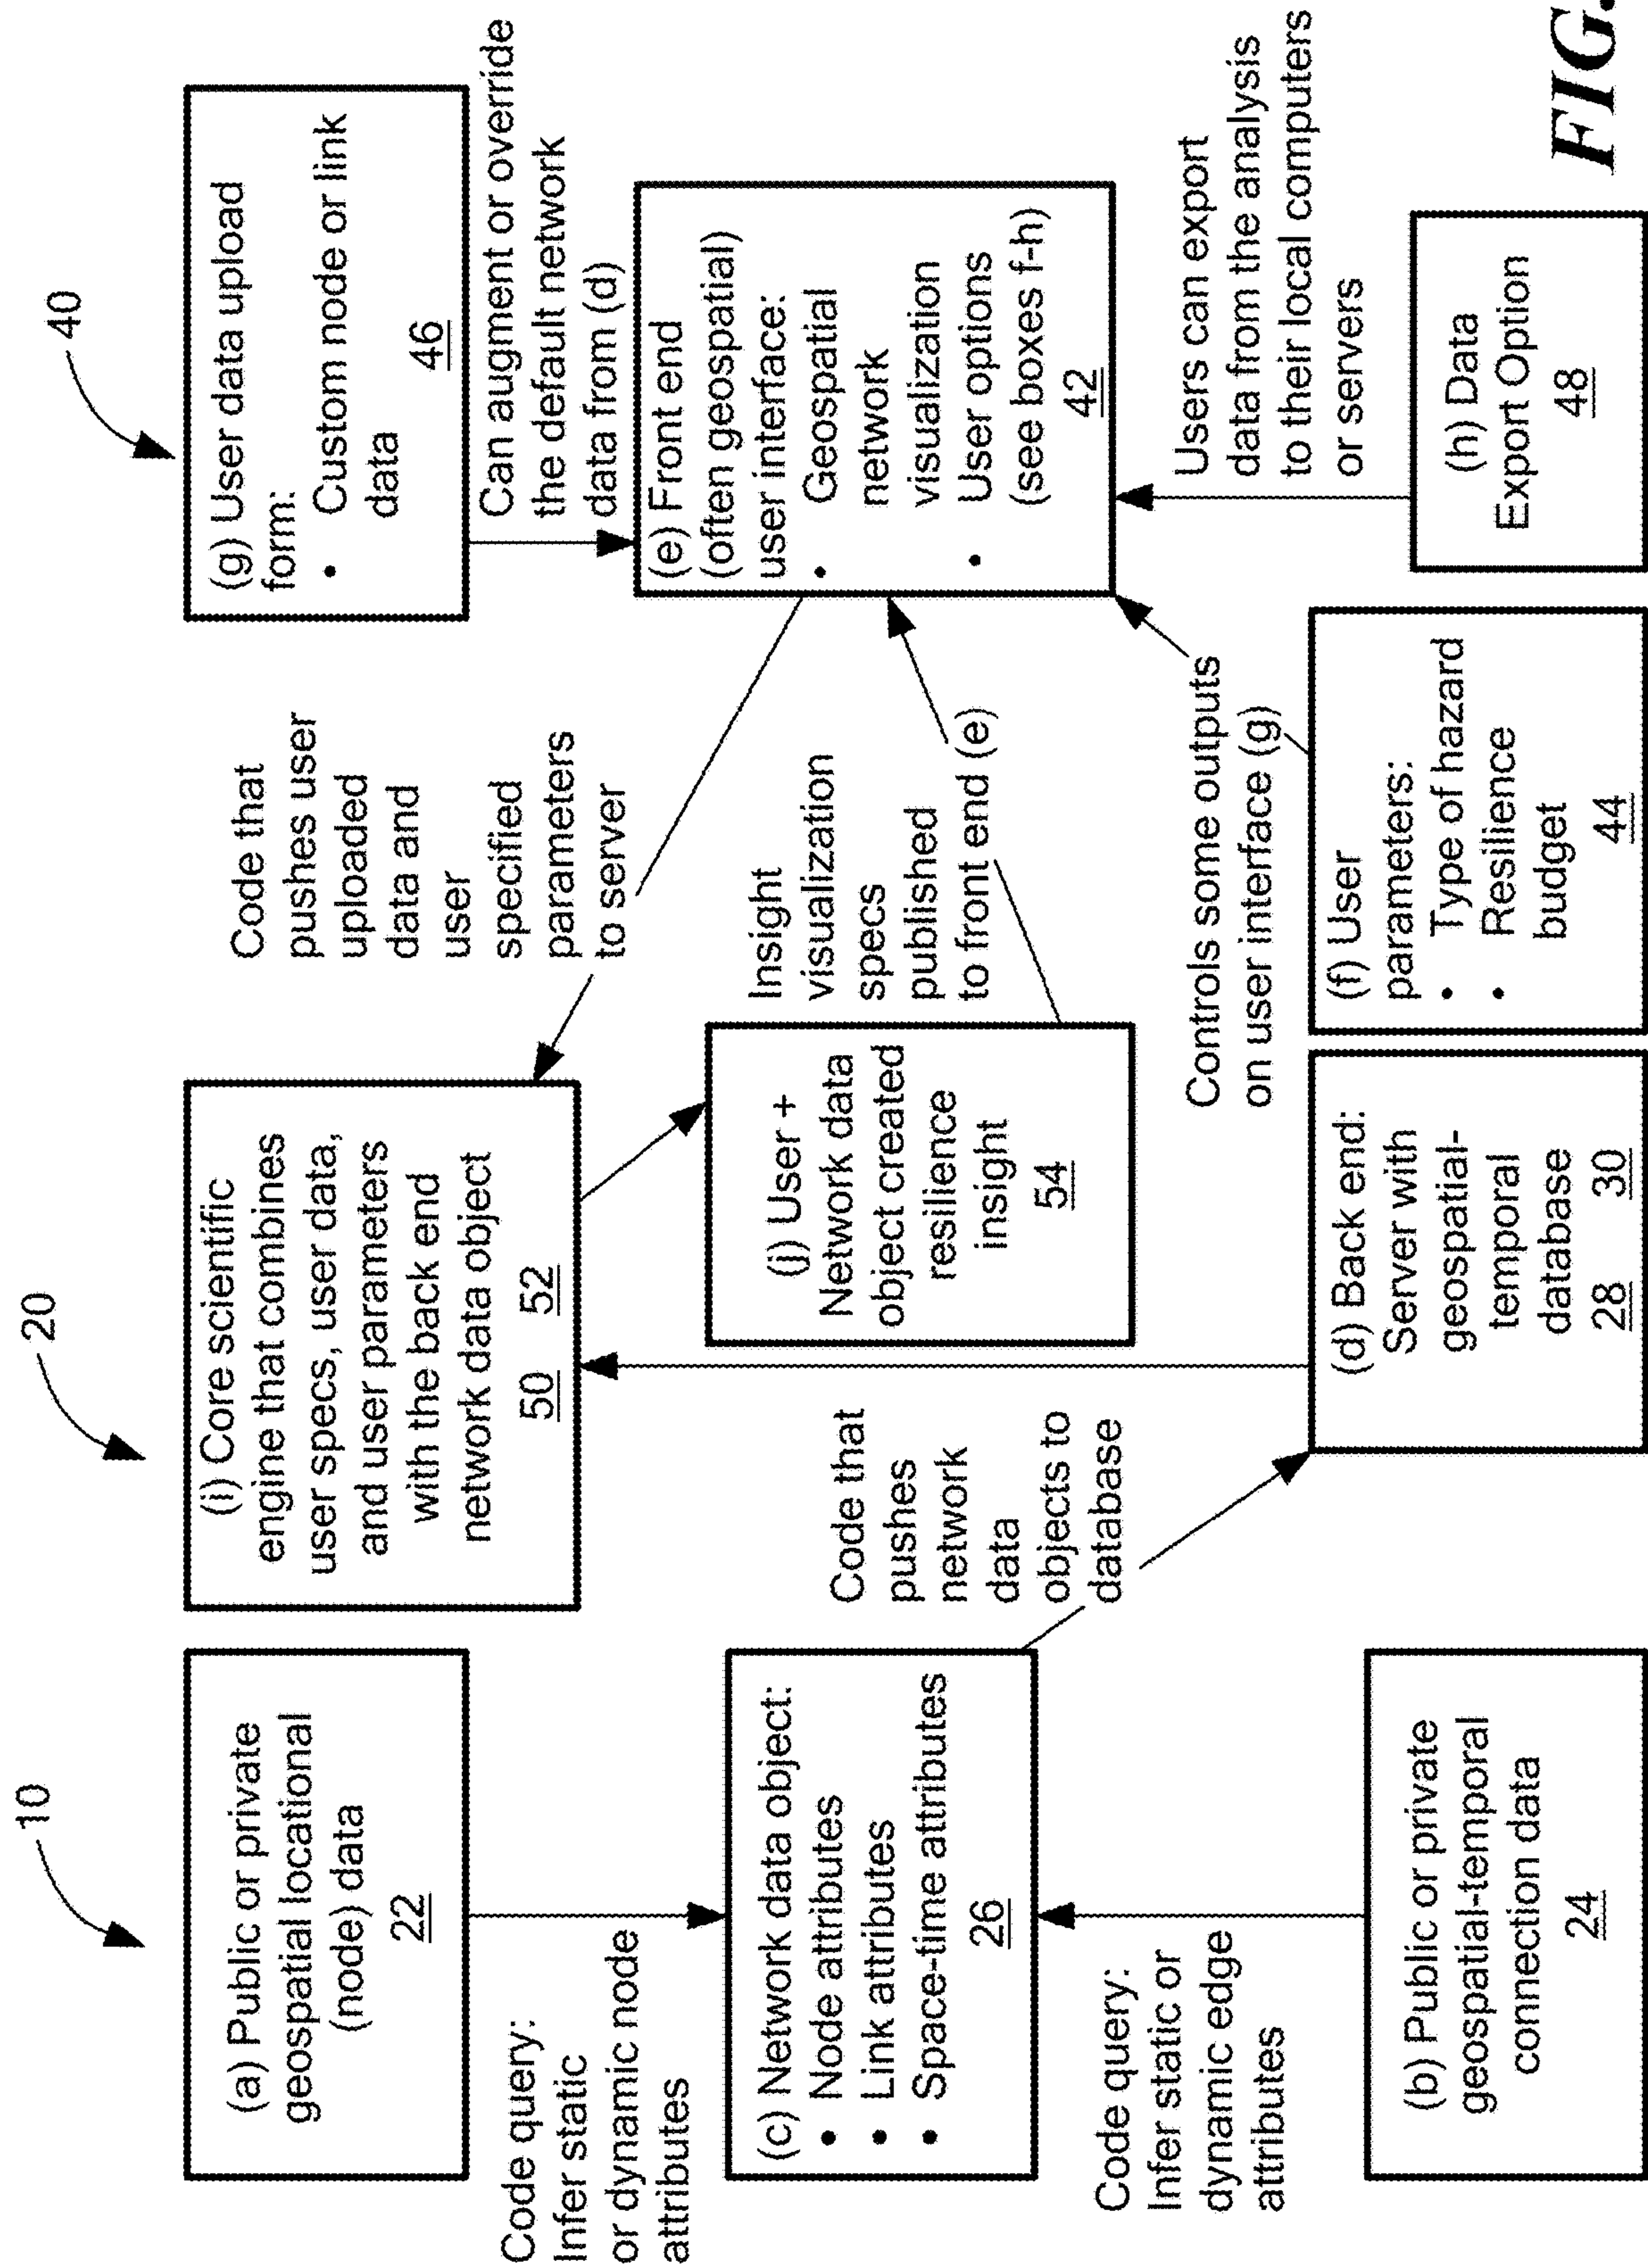 10
20
40
(a) Public or private
geospatial locational
(node) data
22
Code query:
Infer static
or dynamic node
attributes
(c) Network data object:
• Node attributes
• Link attributes
• Space-time attributes
26
Code query:
Infer static or
dynamic edge
attributes
(b) Public or private
geospatial-temporal
connection data
24
(i) Core scientific
engine that combines
user specs, user data,
and user parameters
with the back end
network data object
50 52
Code that
pushes
network
data
objects to
database
(j) User +
Network data
object created
resilience
insight
54
(d) Back end:
Server with
geospatial-
temporal
database
28 30
Code that
pushes user
uploaded
data and
user
specified
parameters
to server
Insight
visualization
specs
published
to front end (e)
Controls some outputs
on user interface (g)
(f) User
parameters:
• Type of hazard
• Resilience
budget
44
(g) User data upload
form:
• Custom node or link
data
46
Can augment or override
the default network
data from (d)
(e) Front end
(often geospatial)
user interface:
• Geospatial
network
visualization
• User options
(see boxes f-h)
42
Users can export
data from the analysis
to their local computers
or servers
(h) Data
Export Option
48
FIG.